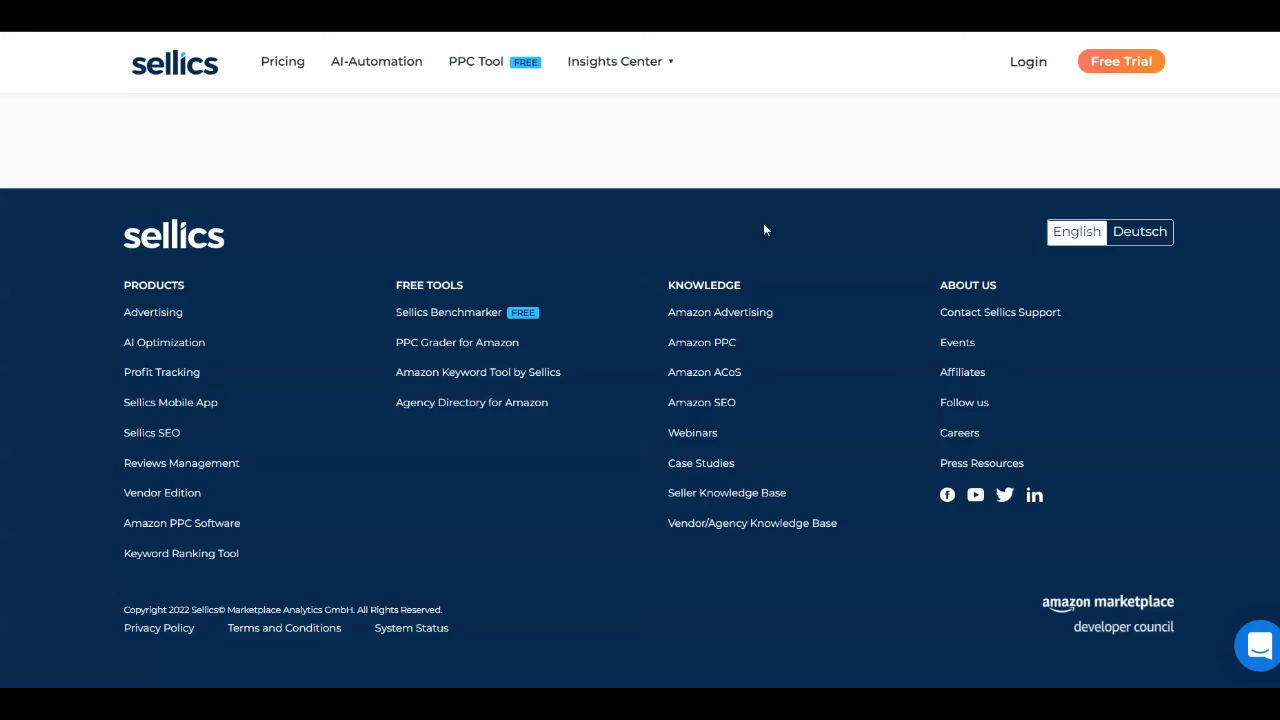 sellics Pricing AI-Automation PPC Tool FREE Insights Center Login Free Trial
sellics
English Deutsch
PRODUCTS
Advertising
AI Optimization
Profit Tracking
Sellics Mobile App
Sellics SEO
Reviews Management
Vendor Edition
Amazon PPC Software
Keyword Ranking Tool
FREE TOOLS
Sellics Benchmarker FREE
PPC Grader for Amazon
Amazon Keyword Tool by Sellics
Agency Directory for Amazon
KNOWLEDGE
Amazon Advertising
Amazon PPC
Amazon ACoS
Amazon SEO
Webinars
Case Studies
Seller Knowledge Base
Vendor/Agency Knowledge Base
ABOUT US
Contact Sellics Support
Events
Affiliates
Follow us
Careers
Press Resources
Copyright 2022 Sellics© Marketplace Analytics GmbH. All Rights Reserved.
Privacy Policy Terms and Conditions System Status
amazon marketplace
developer council